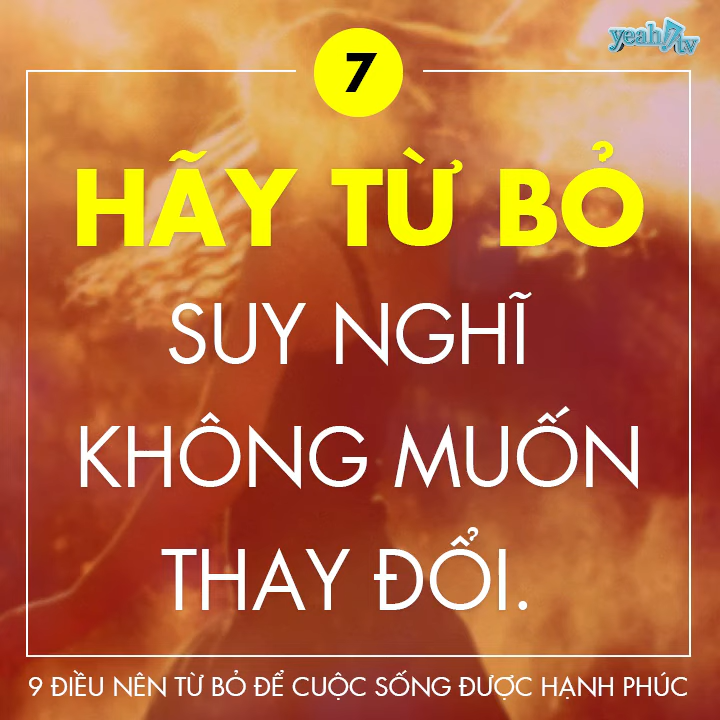 yeah1tv
7
HÃY TỪ BỎ
SUY NGHĨ
KHÔNG MUỐN
THAY ĐỔI.
9 ĐIỀU NÊN TỪ BỎ ĐỂ CUỘC SỐNG ĐƯỢC HẠNH PHÚC